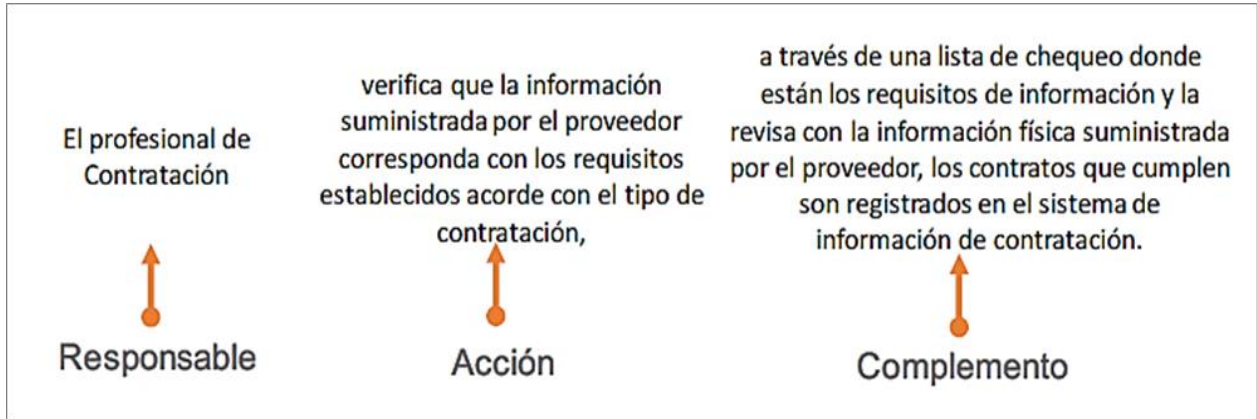 El profesional de
Contratación
Responsable
verifica que la información
suministrada por el proveedor
corresponda con los requisitos
establecidos acorde con el tipo de
contratación,
Acción
a través de una lista de chequeo donde
están los requisitos de información y la
revisa con la información física suministrada
por el proveedor, los contratos que cumplen
son registrados en el sistema de
información de contratación.
Complemento